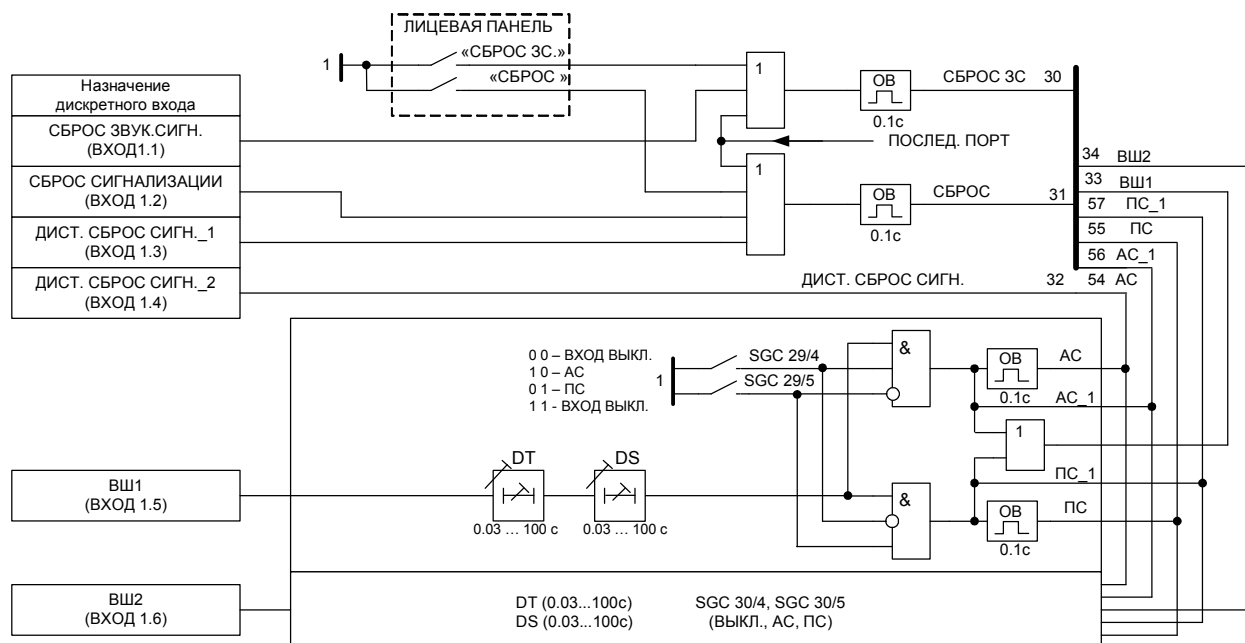 ЛИЦЕВАЯ ПАНЕЛЬ
«СБРОС ЗС.»
1
«СБРОС »
Назначение
дискретного входа
СБРОС ЗВУК.СИГН.
(ВХОД1.1)
СБРОС СИГНАЛИЗАЦИИ
(ВХОД 1.2)
ДИСТ. СБРОС СИГН._1
(ВХОД 1.3)
ДИСТ. СБРОС СИГН._2
(ВХОД 1.4)
1
ОВ
0.1с
СБРОС ЗС
30
ПОСЛЕД. ПОРТ
1
ОВ
0.1с
СБРОС
31
34 ВШ2
33 ВШ1
57 ПС_1
55 ПС
56 АС_1
ДИСТ. СБРОС СИГН.
32
54 АС
0 0 – ВХОД ВЫКЛ.
1 0 – АС
0 1 – ПС
1 1 - ВХОД ВЫКЛ.
1
SGC 29/4
SGC 29/5
&
ОВ
0.1с
АС
АС_1
1
ПС_1
ВШ1
(ВХОД 1.5)
DT
0.03 ... 100 с
DS
0.03 ... 100 с
&
ОВ
0.1с
ПС
ВШ2
(ВХОД 1.6)
DT (0.03...100с)
SGC 30/4, SGC 30/5
DS (0.03...100с)
(ВЫКЛ., АС, ПС)